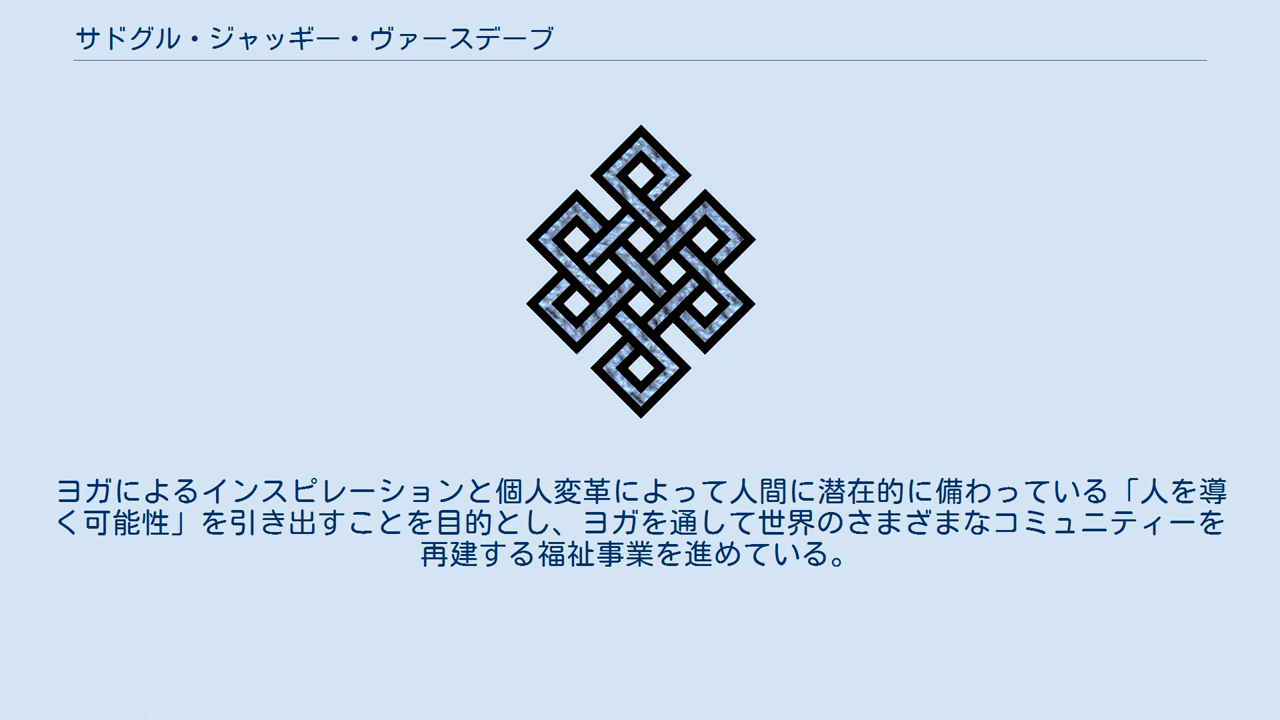 サドグル・ジャッギー・ヴァースデーブ
ヨガによるインスピレーションと個人変革によって人間に潜在的に備わっている「人を導
く可能性」を引き出すことを目的とし、ヨガを通して世界のさまざまなコミュニティーを
再建する福祉事業を進めている。